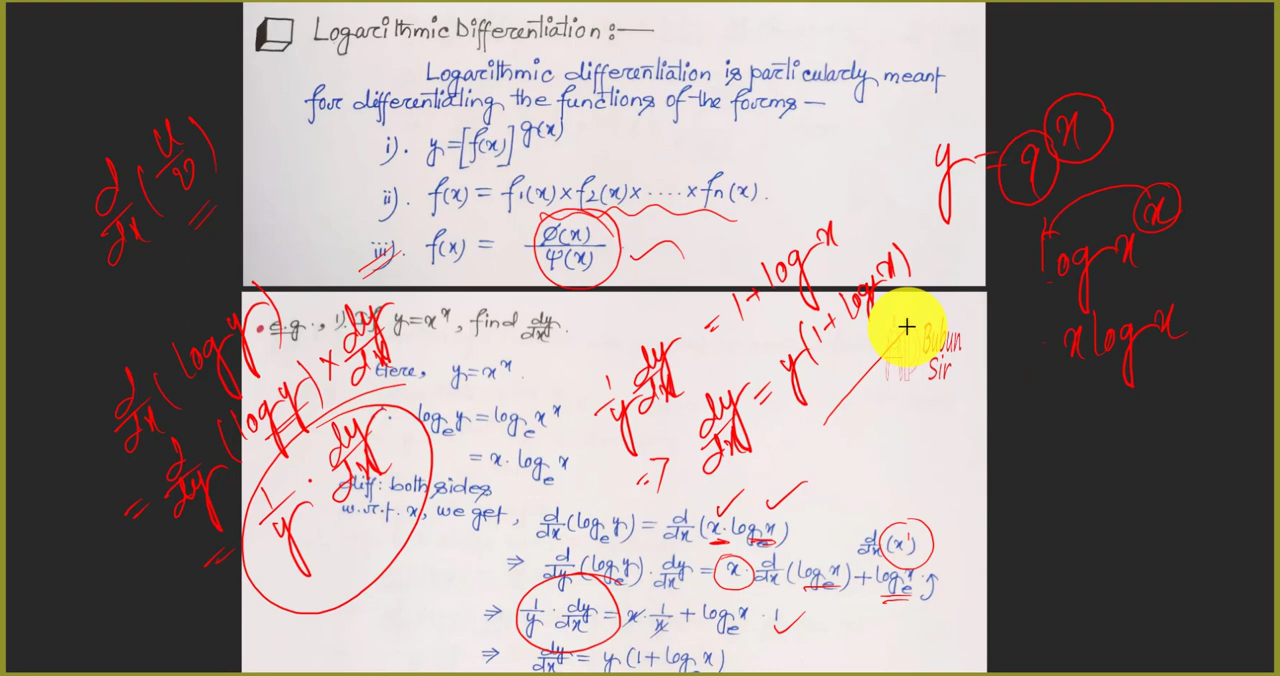 Logarithmic Differentiation :—
Logarithmic differentiation is particularly meant
for differentiating the functions of the forms —
i). y = [f(x)]^g(x)
ii). f(x) = f₁(x) × f₂(x) × ..... × fₙ(x).
iii). f(x) = ϕ(x)/ψ(x)
e.g., 1). If y = x^x, find dy/dx.
Here, y = x^x.
∴ logₑ y = logₑ x^x
= x. logₑ x
diff: both sides
w.r.t. x, we get, d/dx (logₑ y) = d/dx (x. logₑ x)
⇒ d/dy (logₑ y) . dy/dx = x. d/dx (logₑ x) + logₑ x .
d/dx (x')
⇒ 1/y . dy/dx = x. 1/x + logₑ x . 1
⇒ dy/dx = y (1 + logₑ x)
Bubun
Sir
d/dx (u/v)
=
y = a^x
log x^x
x log x
d/dx (log y)
= d/dy (log y) × dy/dx
= 1/y . dy/dx
1/y dy/dx = 1 + log x
⇒ dy/dx = y (1 + log x)